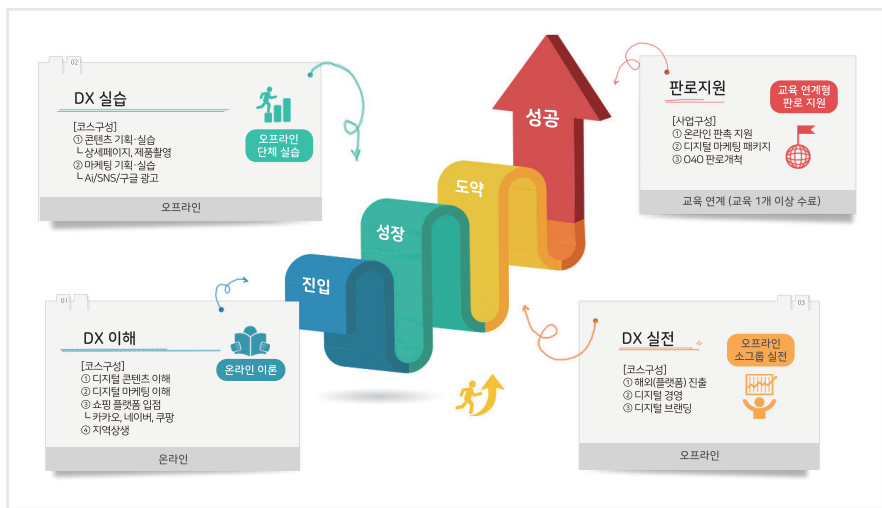 02
DX 실습
[코스구성]
① 콘텐츠 기획·실습
└ 상세페이지, 제품촬영
② 마케팅 기획·실습
└ Ai/SNS/구글 광고
오프라인
단체 실습
오프라인
판로지원
교육 연계형
판로 지원
[사업구성]
① 온라인 판촉 지원
② 디지털 마케팅 패키지
③ O4O 판로개척
교육 연계 (교육 1개 이상 수료)
성공
도약
성장
진입
01
DX 이해
[코스구성]
① 디지털 콘텐츠 이해
② 디지털 마케팅 이해
③ 쇼핑 플랫폼 입점
└ 카카오, 네이버, 쿠팡
④ 지역상생
온라인 이론
온라인
03
DX 실전
[코스구성]
① 해외(플랫폼) 진출
② 디지털 경영
③ 디지털 브랜딩
오프라인
소그룹 실전
오프라인